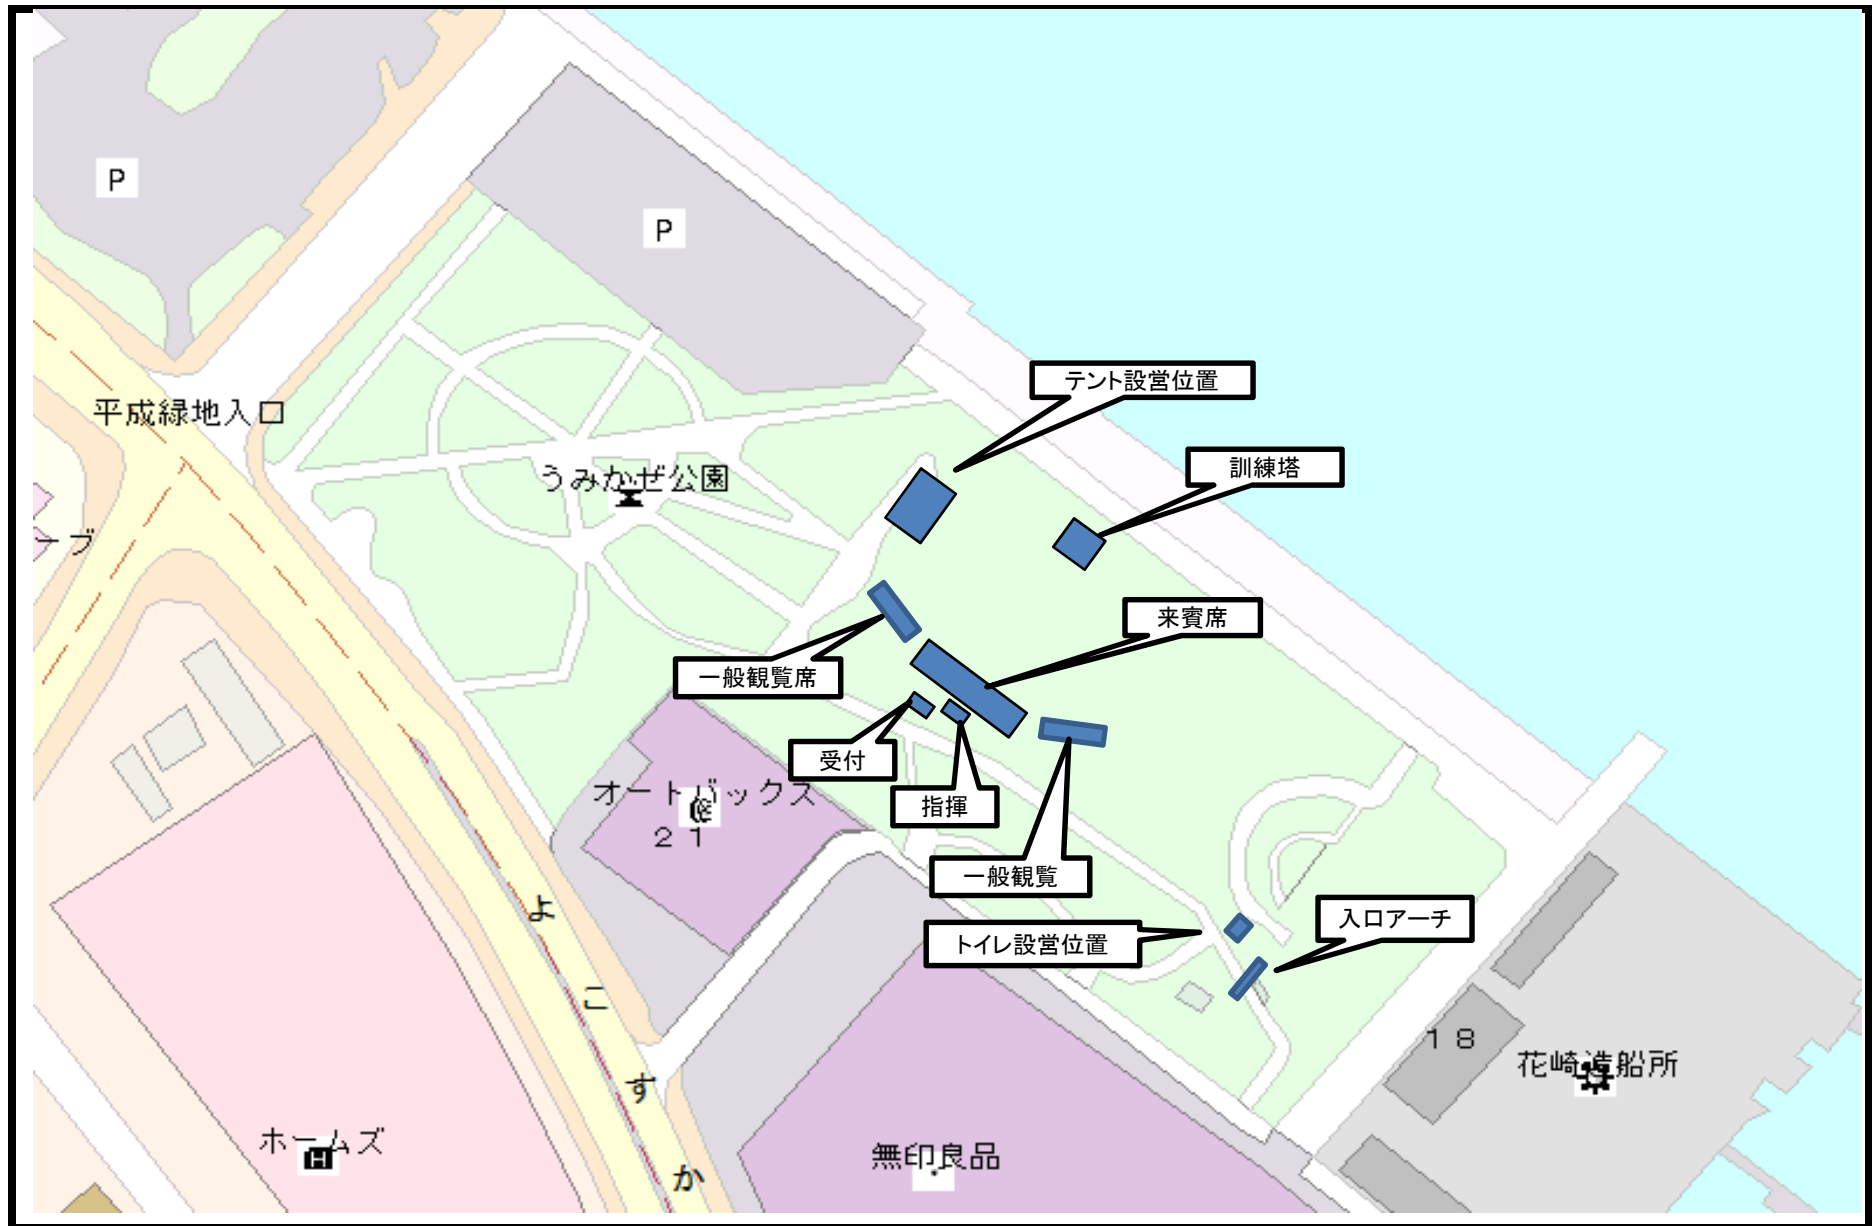 P
P
テント設営位置
平成緑地入口
訓練塔
うみかぜ公園
ーブ
来賓席
一般観覧席
受付
オートバックス
２１
指揮
一般観覧
よ
こ
す
か
トイレ設営位置
入口アーチ
１８
花崎造船所
ホームズ
H
無印良品